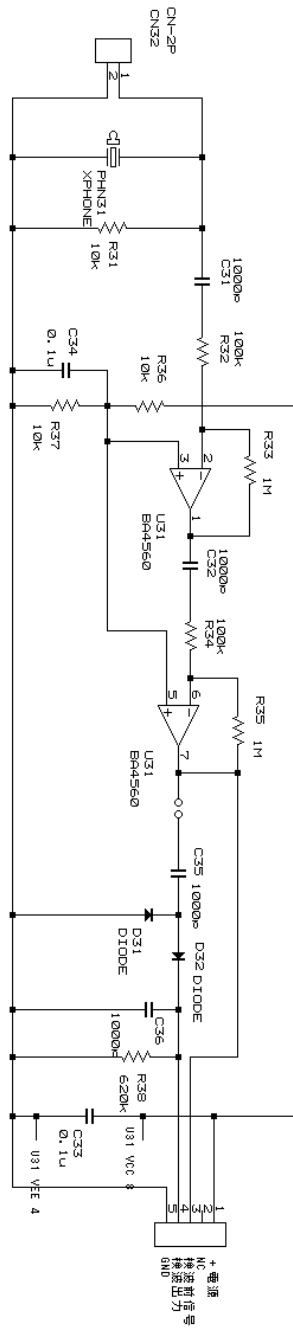 CN-2P
CN32
1
2
PHN31
XPHONE
R31
10k
1000p
C31
100k
R32
C34
0.1u
R36
10k
R37
10k
R33
1M
3
2
1
U31
BA4560
1000p
C32
100k
R34
R35
1M
5
6
7
U31
BA4560
C35
1000p
D31
DIODE
D32
DIODE
C36
1000p
R38
620k
C33
0.1u
U31 VCC 8
U31 VEE 4
1
2
3
4
5
+ 電源
NC
検波前信号
検波出力
GND